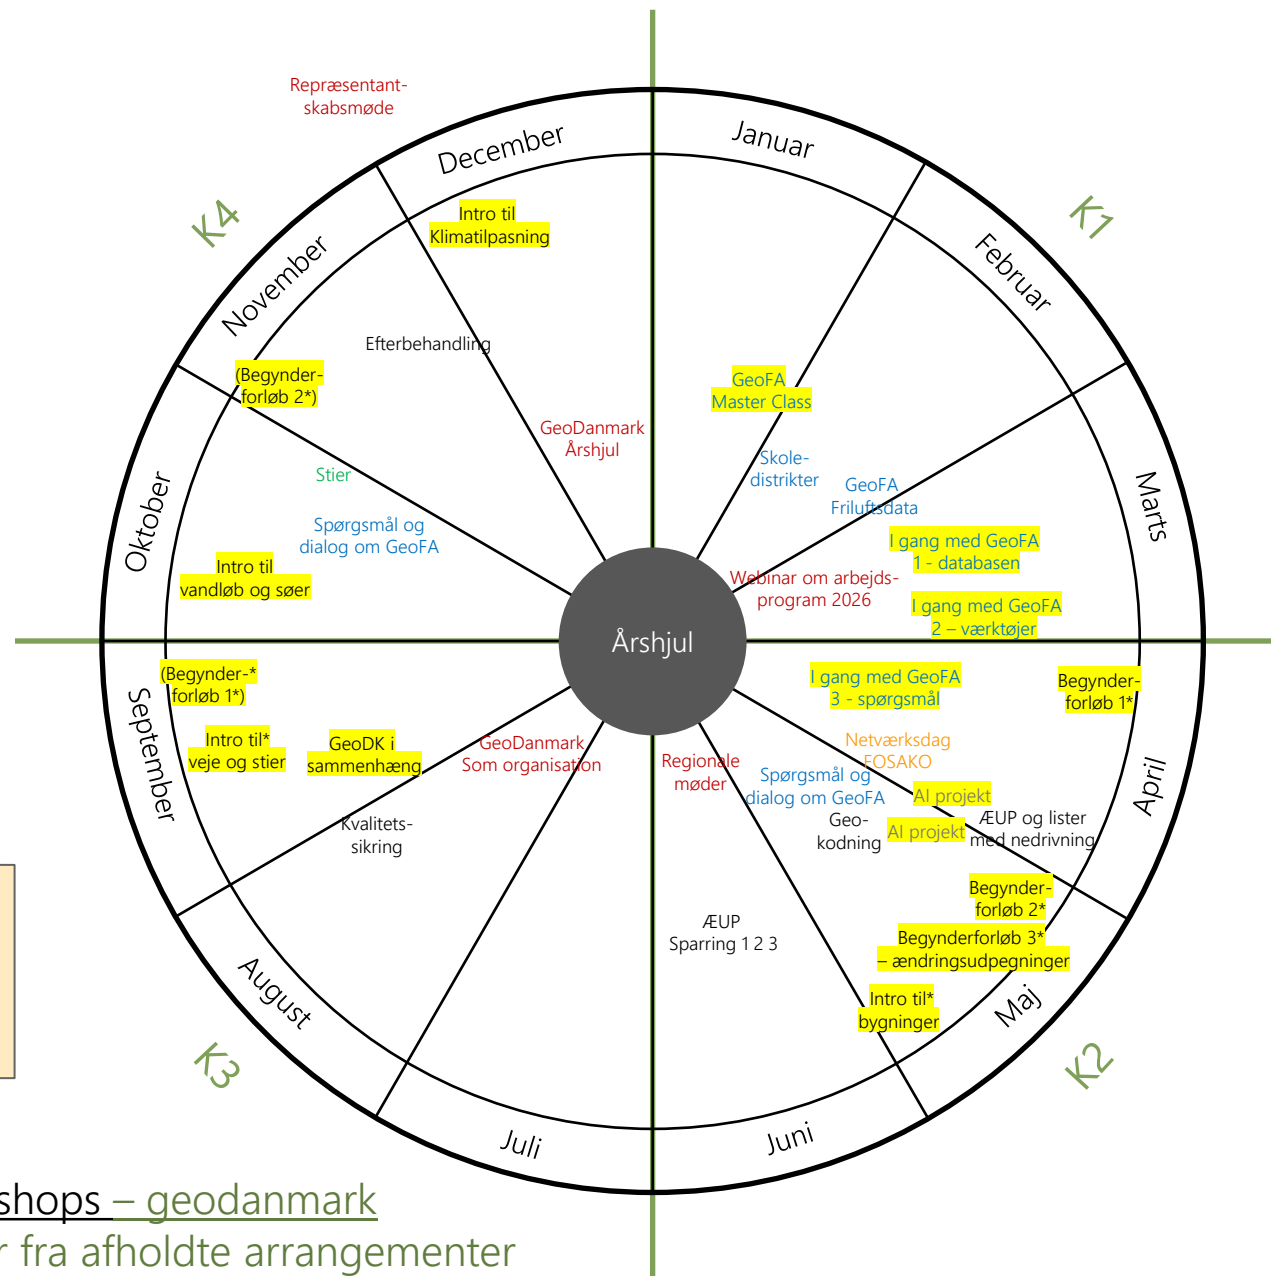 Repræsentant-
skabsmøde
December
Januar
K4
K1
Intro til
Klimatilpasning
November
Februar
Efterbehandling
(Begynder-
forløb 2*)
GeoFA
Master Class
GeoDanmark
Årshjul
Stier
Skole-
distrikter
GeoFA
Friluftsdata
Oktober
Marts
Spørgsmål og
dialog om GeoFA
I gang med GeoFA
1 - databasen
Intro til
vandløb og søer
Webinar om arbejds-
program 2026
I gang med GeoFA
2 – værktøjer
Årshjul
(Begynder-*
forløb 1*)
I gang med GeoFA
3 - spørgsmål
Begynder-
forløb 1*
September
Intro til*
veje og stier
GeoDK i
sammenhæng
GeoDanmark
Som organisation
Regionale
møder
Netværksdag
FOSAKO
Spørgsmål og
dialog om GeoFA
AI projekt
April
Kvalitets-
sikring
Geo-
kodning
AI projekt
ÆUP og lister
med nedrivning
Begynder-
forløb 2*
ÆUP
Sparring 1 2 3
Begynderforløb 3*
– ændringsudpegninger
August
Intro til*
bygninger
Maj
K3
K2
Juli
Juni
shops – geodanmark
r fra afholdte arrangementer